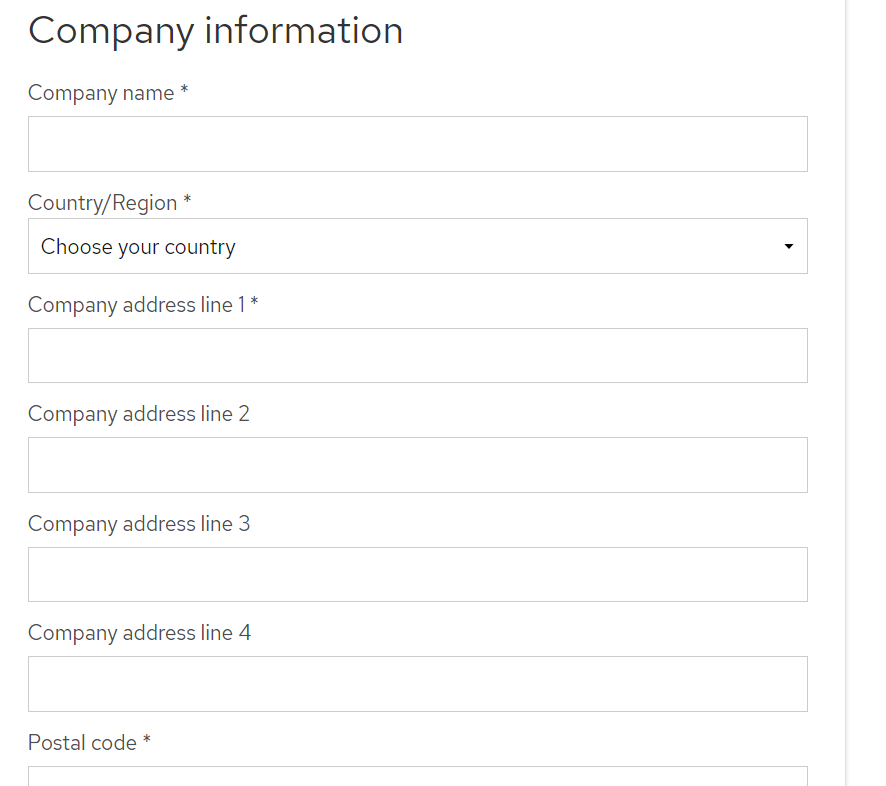 Company information
Company name *
Country/Region *
Choose your country
Company address line 1 *
Company address line 2
Company address line 3
Company address line 4
Postal code *